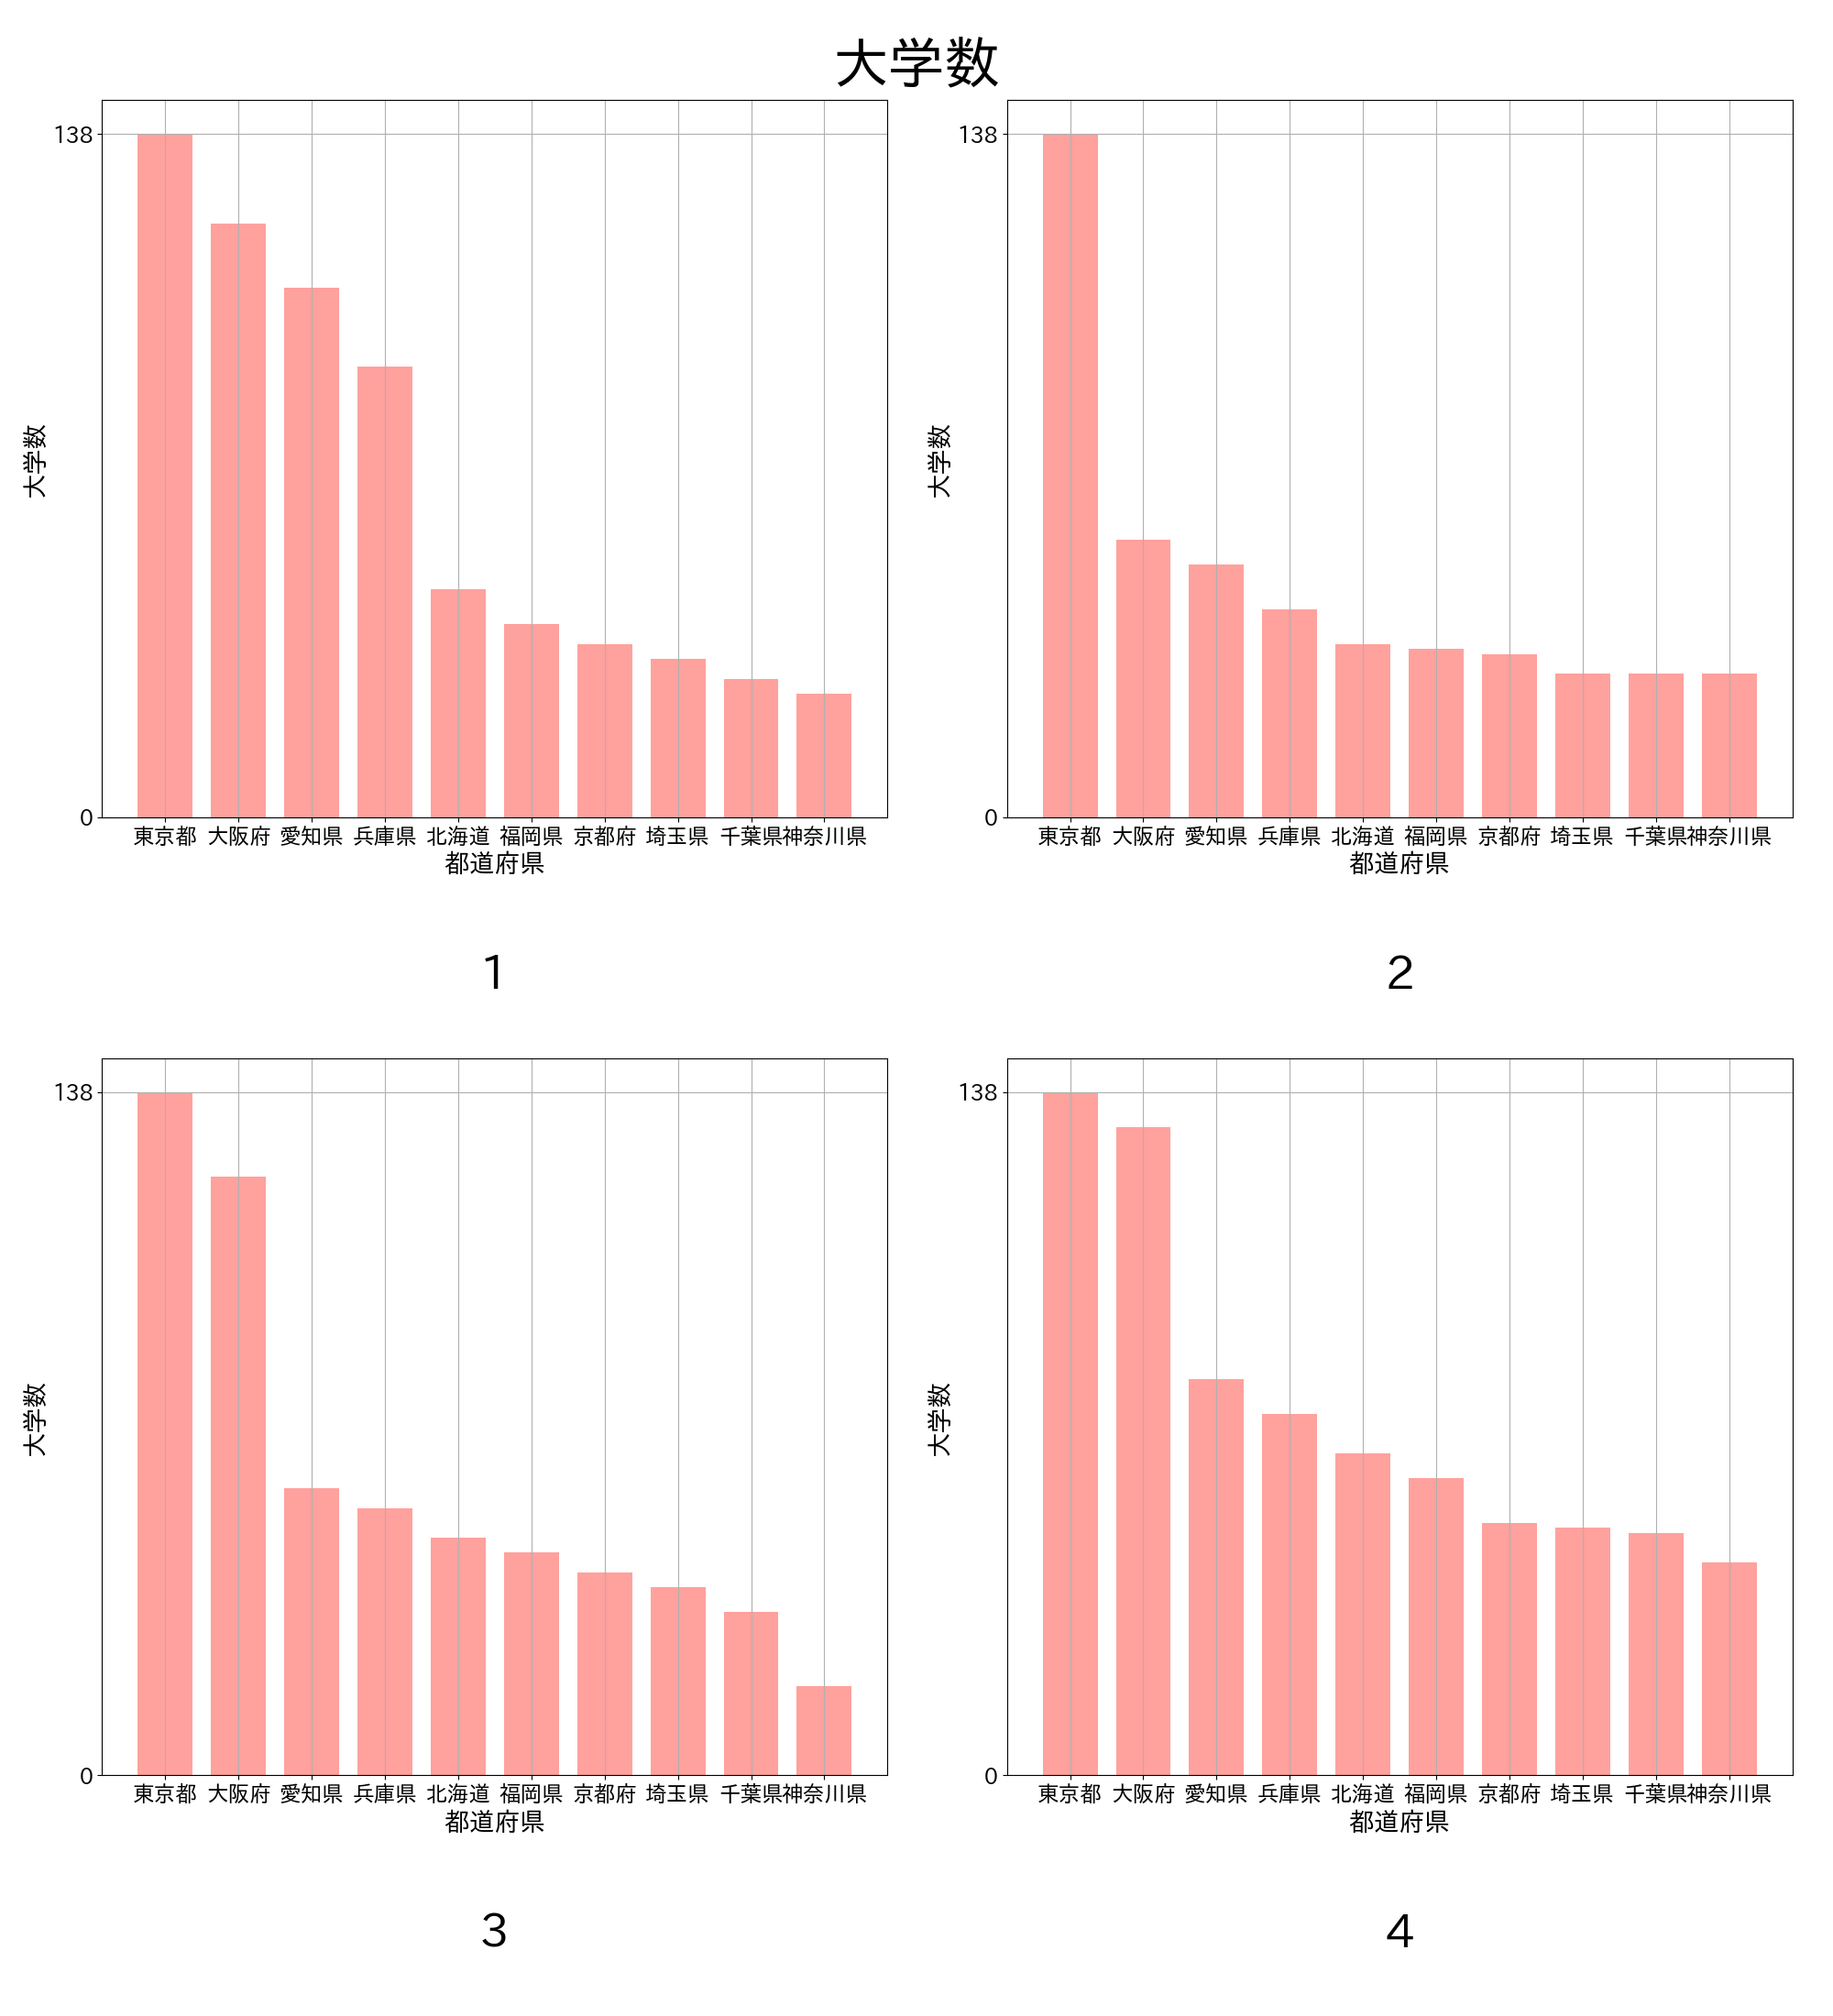 大学数
138
0
大学数
東京都 大阪府 愛知県 兵庫県 北海道 福岡県 京都府 埼玉県 千葉県 神奈川県
都道府県
1
138
0
大学数
東京都 大阪府 愛知県 兵庫県 北海道 福岡県 京都府 埼玉県 千葉県 神奈川県
都道府県
2
138
0
大学数
東京都 大阪府 愛知県 兵庫県 北海道 福岡県 京都府 埼玉県 千葉県 神奈川県
都道府県
3
138
0
大学数
東京都 大阪府 愛知県 兵庫県 北海道 福岡県 京都府 埼玉県 千葉県 神奈川県
都道府県
4